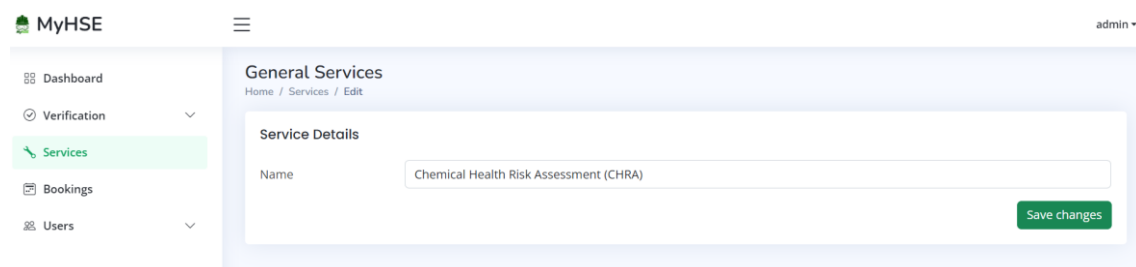 MyHSE
admin
Dashboard
Verification
Services
Bookings
Users
General Services
Home / Services / Edit
Service Details
Name
Chemical Health Risk Assessment (CHRA)
Save changes